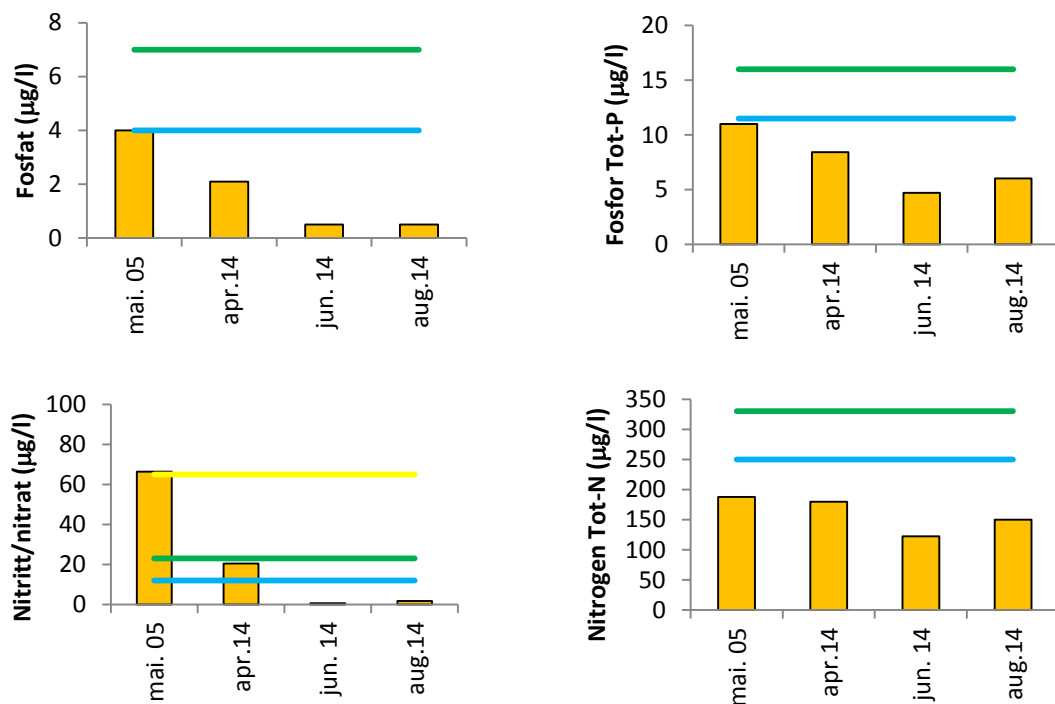 Fosfat (µg/l)
8
6
4
2
0
mai. 05
apr.14
jun. 14
aug.14
Fosfor Tot-P (µg/l)
20
15
10
5
0
mai. 05
apr.14
jun. 14
aug.14
Nitritt/nitrat (µg/l)
100
80
60
40
20
0
mai. 05
apr.14
jun. 14
aug.14
Nitrogen Tot-N (µg/l)
350
300
250
200
150
100
50
0
mai. 05
apr.14
jun. 14
aug.14